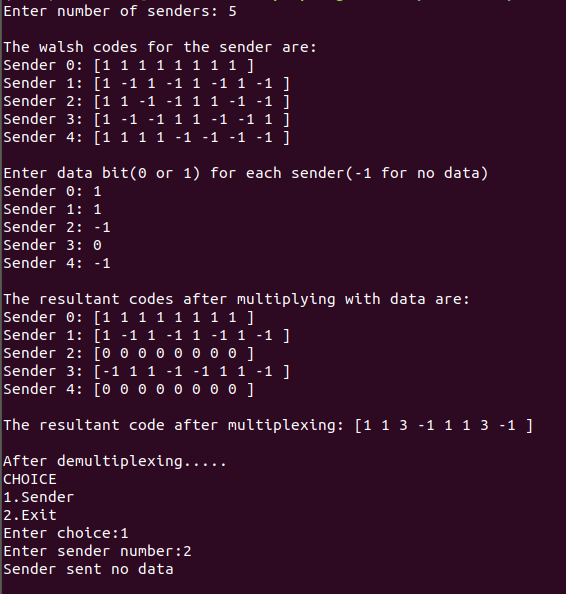 Enter number of senders: 5
The walsh codes for the sender are:
Sender 0: [1 1 1 1 1 1 1 1 ]
Sender 1: [1 -1 1 -1 1 -1 1 -1 ]
Sender 2: [1 1 -1 -1 1 1 -1 -1 ]
Sender 3: [1 -1 -1 1 1 -1 -1 1 ]
Sender 4: [1 1 1 1 -1 -1 -1 -1 ]
Enter data bit(0 or 1) for each sender(-1 for no data)
Sender 0: 1
Sender 1: 1
Sender 2: -1
Sender 3: 0
Sender 4: -1
The resultant codes after multiplying with data are:
Sender 0: [1 1 1 1 1 1 1 1 ]
Sender 1: [1 -1 1 -1 1 -1 1 -1 ]
Sender 2: [0 0 0 0 0 0 0 0 ]
Sender 3: [-1 1 1 -1 -1 1 1 -1 ]
Sender 4: [0 0 0 0 0 0 0 0 ]
The resultant code after multiplexing: [1 1 3 -1 1 1 3 -1 ]
After demultiplexing.....
CHOICE
1.Sender
2.Exit
Enter choice:1
Enter sender number:2
Sender sent no data